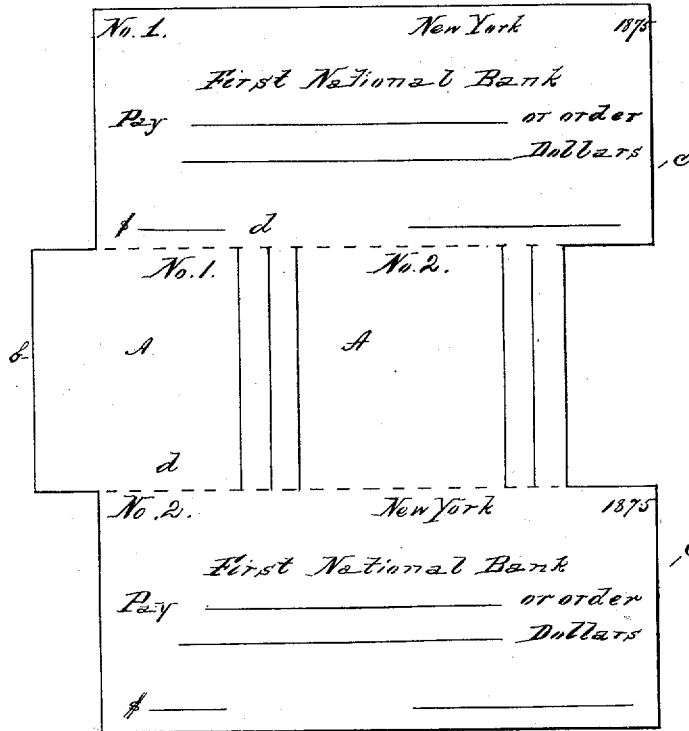 No. 1. New York 1875
First National Bank
Pay or order
Dollars
c
$ d
No. 1. No. 2.
b A A
d
No. 2. New York 1875
First National Bank
c
Pay or order
Dollars
$